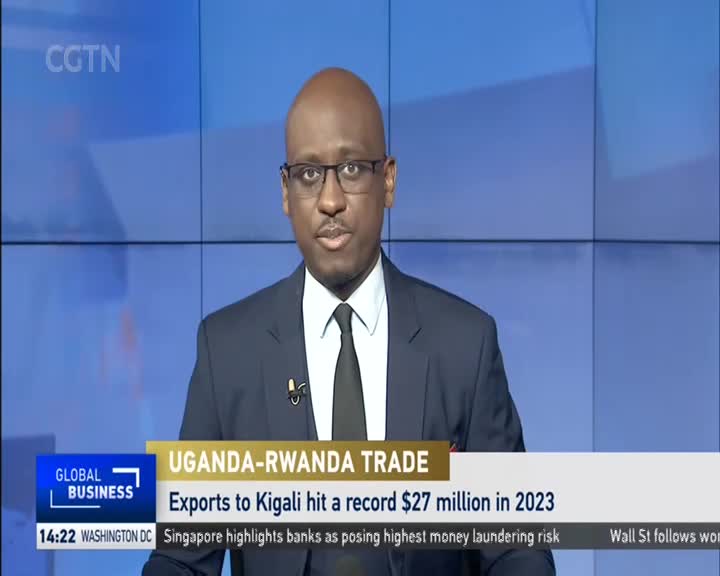 CGTN
UGANDA-RWANDA TRADE
GLOBAL
BUSINESS
Exports to Kigali hit a record $27 million in 2023
14:22 WASHINGTON DC
Singapore highlights banks as posing highest money laundering risk
Wall St follows